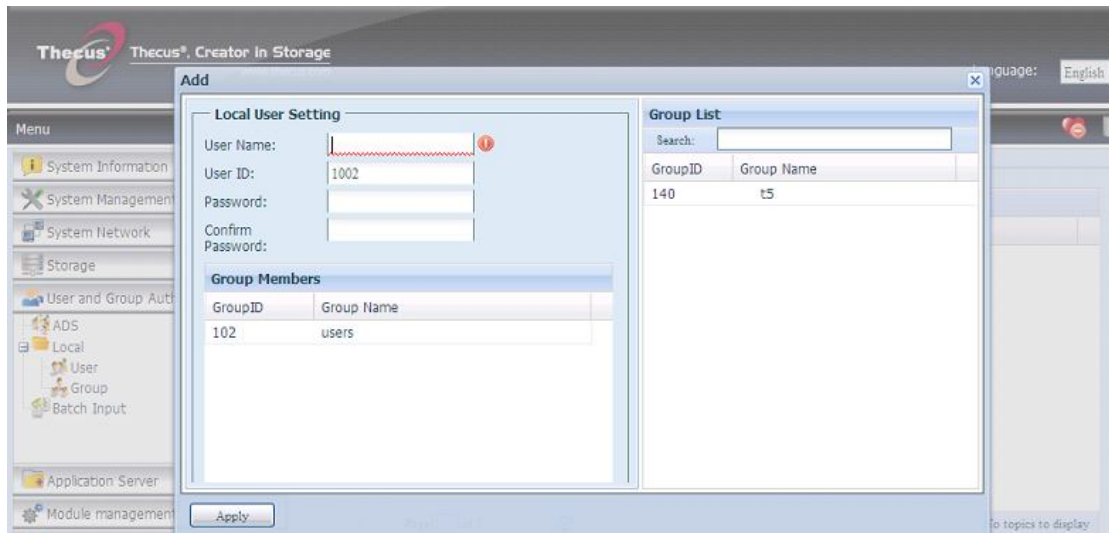 Thecus® Thecus®, Creator in Storage
nguage: English
Add
Menu
System Information
System Management
System Network
Storage
User and Group Auth
ADS
Local
User
Group
Batch Input
Application Server
Module management
Local User Setting
User Name:
User ID: 1002
Password:
Confirm
Password:
Group Members
GroupID Group Name
102 users
Group List
Search:
GroupID Group Name
140 t5
Apply
To topics to display